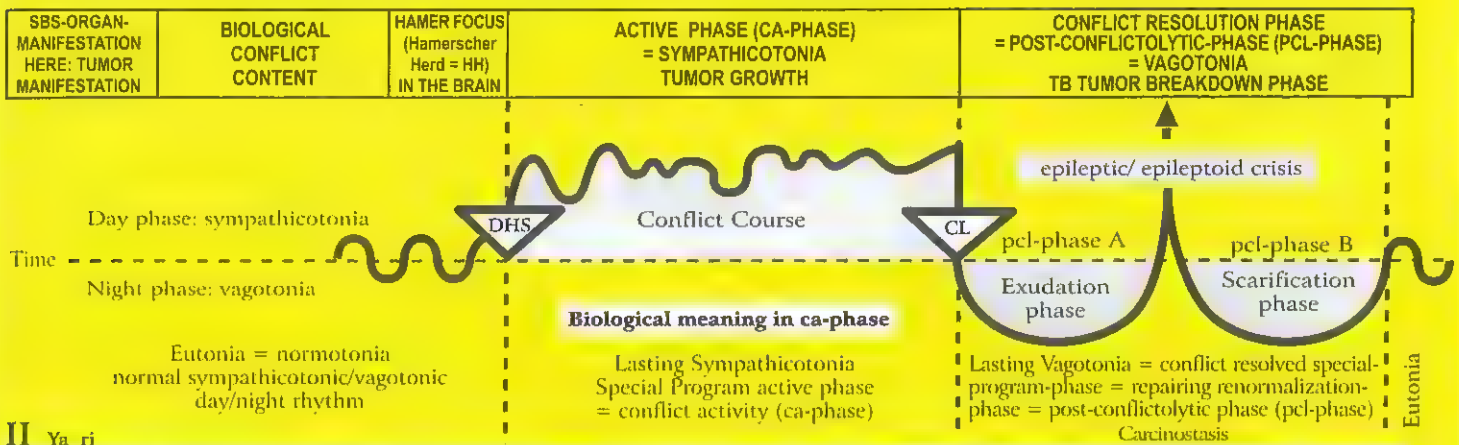 SBS-ORGAN-
MANIFESTATION
HERE: TUMOR
MANIFESTATION
BIOLOGICAL
CONFLICT
CONTENT
HAMER FOCUS
(Hamerscher
Herd = HH)
IN THE BRAIN
ACTIVE PHASE (CA-PHASE)
= SYMPATHICOTONIA
TUMOR GROWTH
CONFLICT RESOLUTION PHASE
= POST-CONFLICTOLYTIC-PHASE (PCL-PHASE)
= VAGOTONIA
TB TUMOR BREAKDOWN PHASE
epileptic/ epileptoid crisis
Day phase: sympathicotonia
DHS
Conflict Course
CL
pcl-phase A
pcl-phase B
Time
Night phase: vagotonia
Exudation
phase
Scarification
phase
Biological meaning in ca-phase
Eutonia = normotonia
normal sympathicotonic/vagotonic
day/night rhythm
Lasting Sympathicotonia
Special Program active phase
= conflict activity (ca-phase)
Lasting Vagotonia = conflict resolved special-
program-phase = repairing renormalization-
phase = post-conflictolytic phase (pcl-phase)
Carcinostasis
Eutonia
II